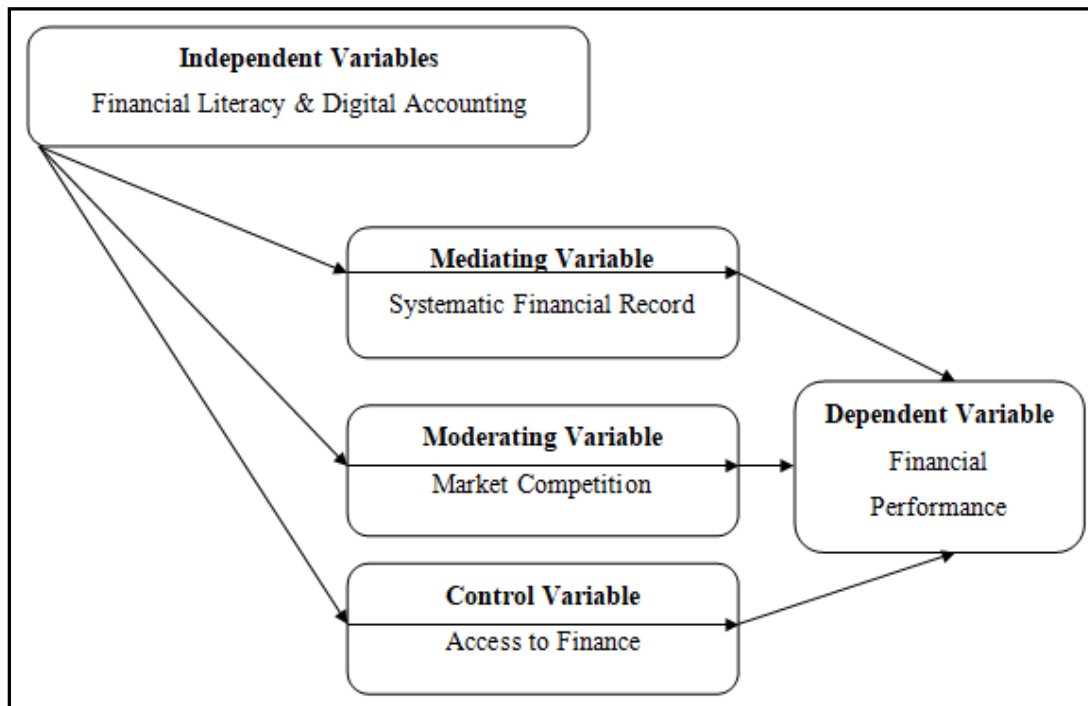 Independent Variables
Financial Literacy & Digital Accounting
Mediating Variable
Systematic Financial Record
Moderating Variable
Market Competition
Dependent Variable
Financial
Performance
Control Variable
Access to Finance